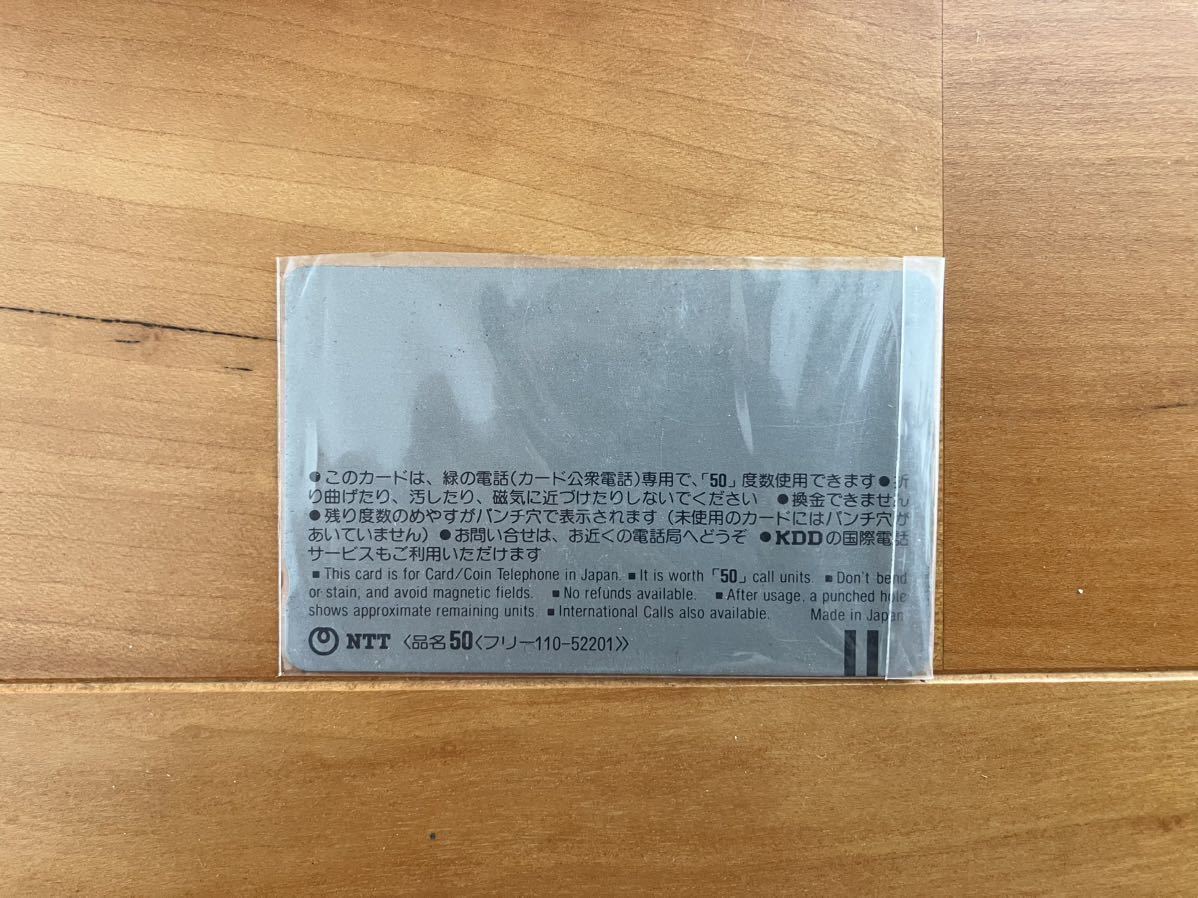 ●このカードは、緑の電話(カード公衆電話)専用で、「50」度数使用できます●折
り曲げたり、汚したり、磁気に近づけたりしないでください ●換金できません
●残り度数のめやすがパンチ穴で表示されます(未使用のカードにはパンチ穴が
あいていません)●お問い合せは、お近くの電話局へどうぞ ●KDDの国際電話
サービスもご利用いただけます
■ This card is for Card/Coin Telephone in Japan. ■ It is worth「50」call units. ■ Don't bend
or stain, and avoid magnetic fields. ■ No refunds available. ■ After usage, a punched hole
shows approximate remaining units. ■ International Calls also available. Made in Japan
NTT 〈品名50〈フリー110-52201〉〉